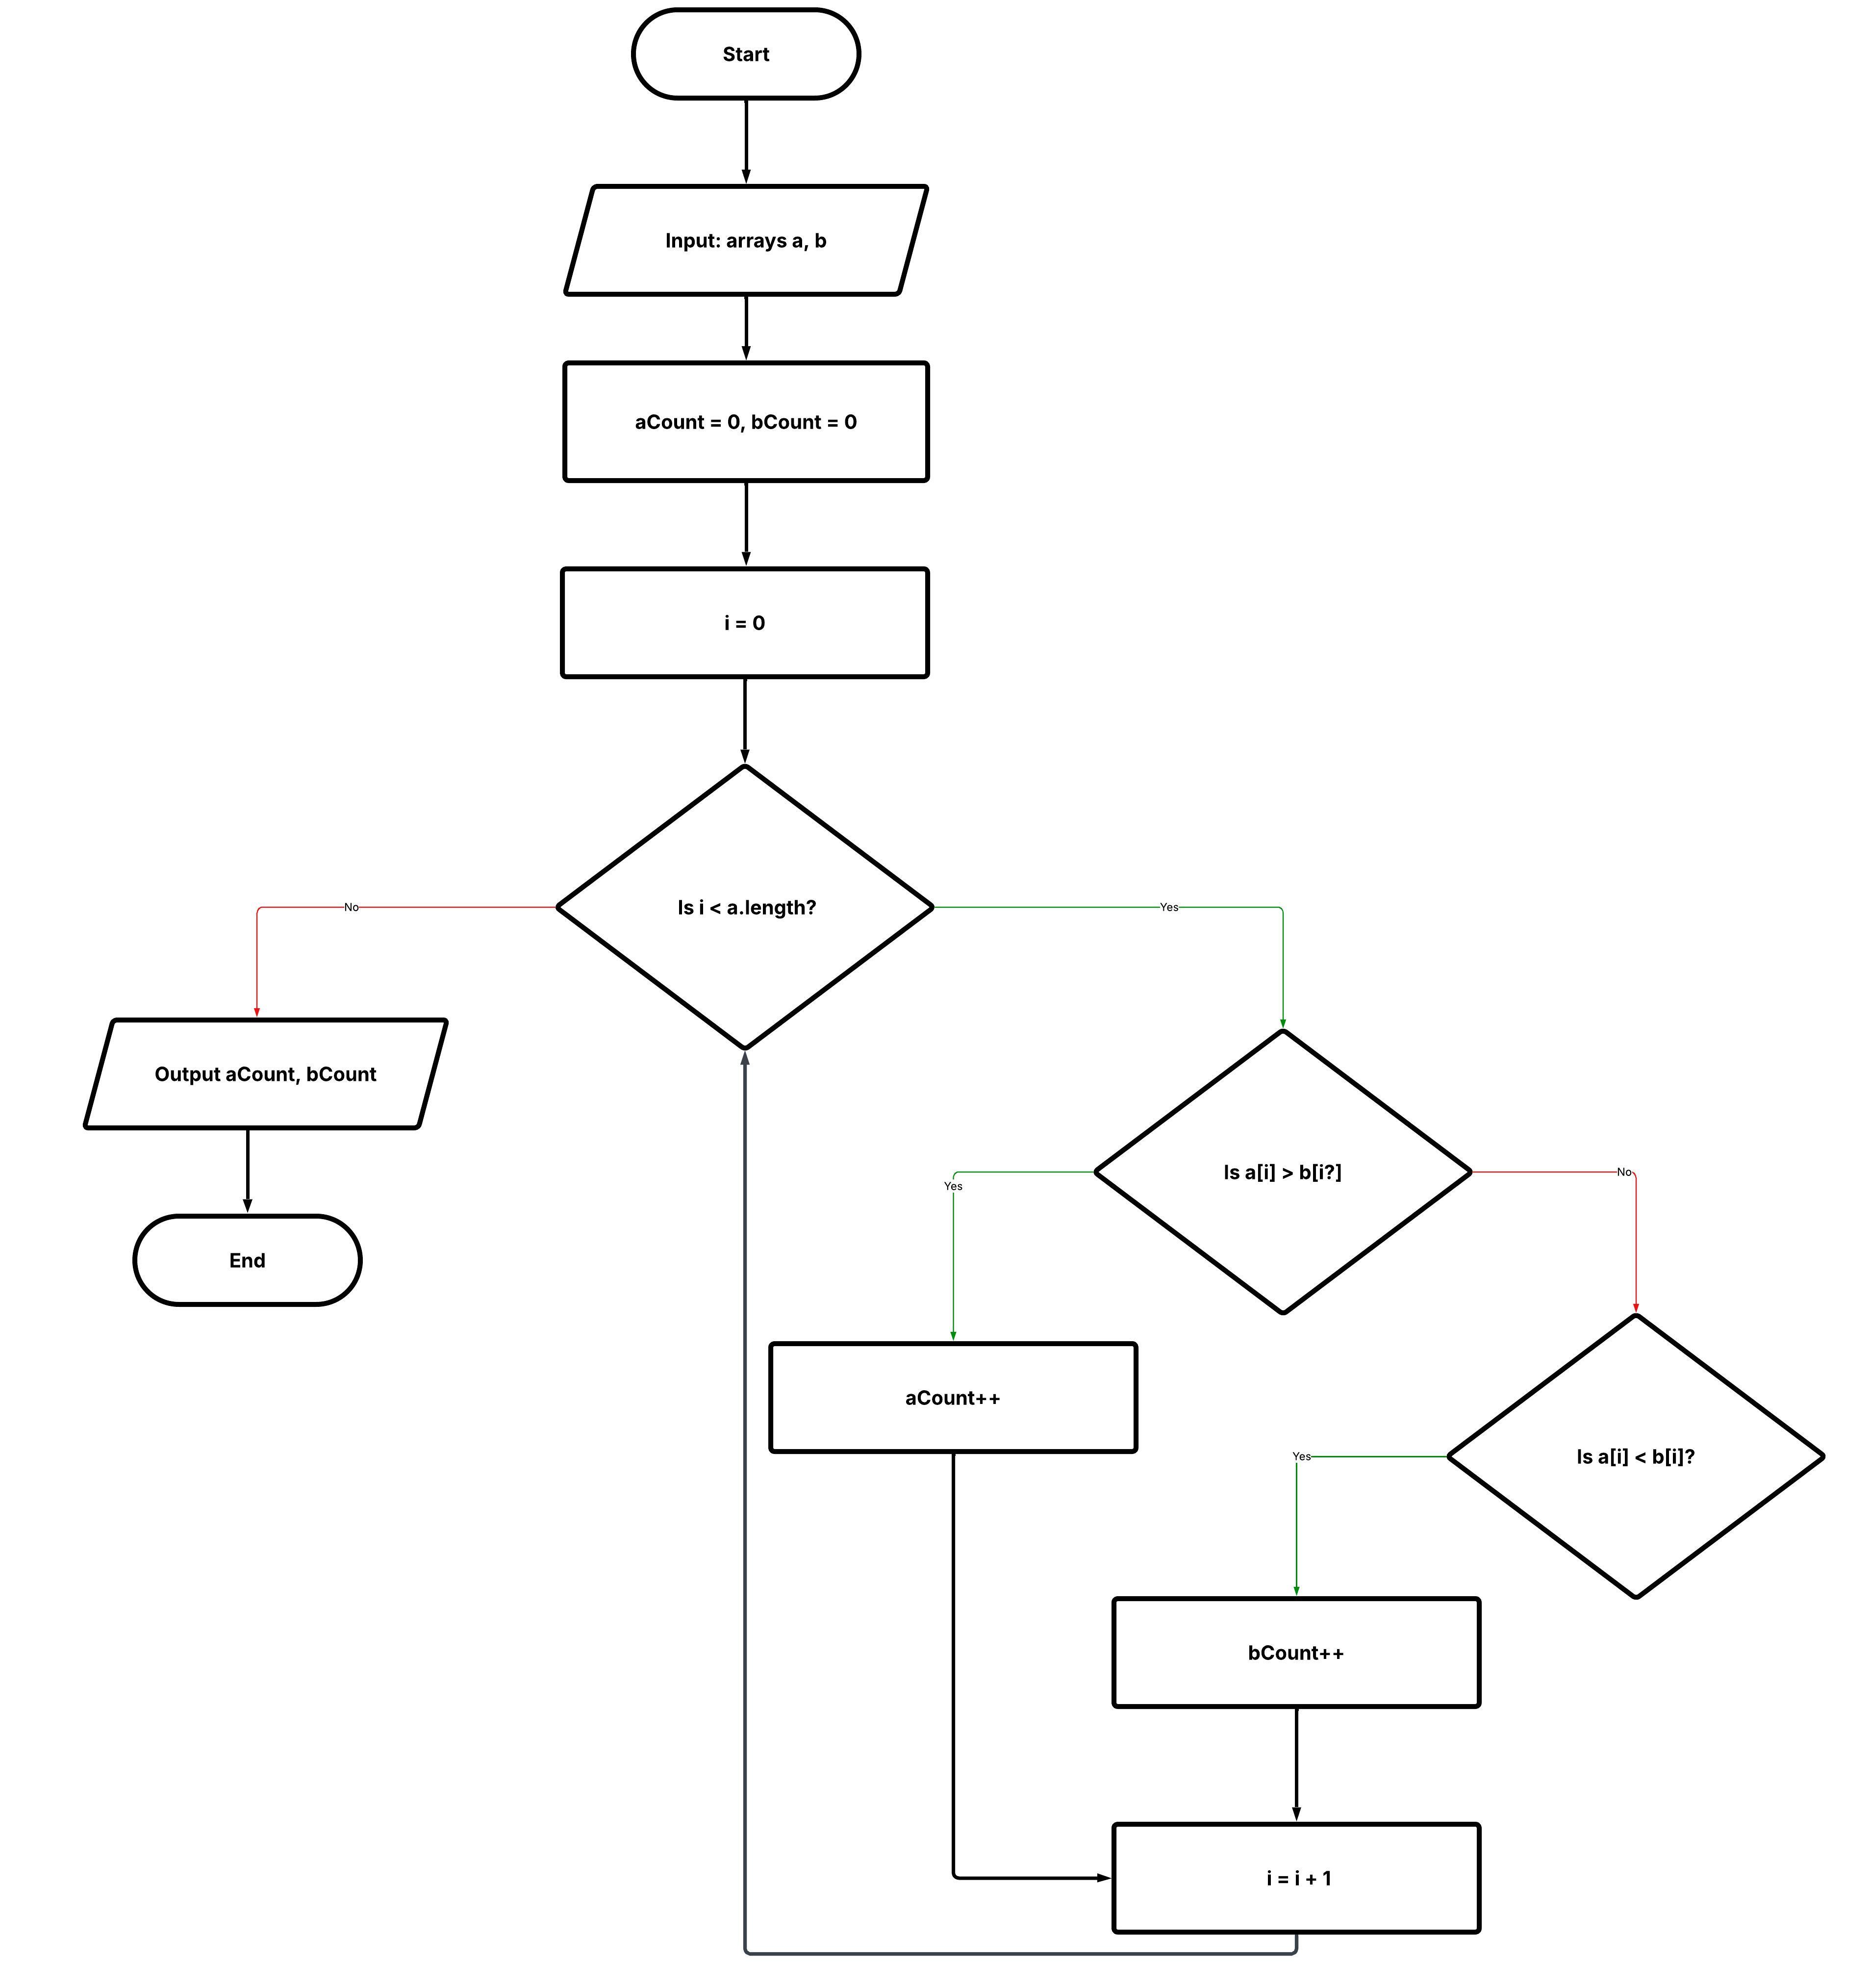 Start
Input: arrays a, b
aCount = 0, bCount = 0
i = 0
Is i < a.length?
No
Yes
Output aCount, bCount
End
Is a[i] > b[i?]
Yes
No
aCount++
Is a[i] < b[i]?
Yes
bCount++
i = i + 1